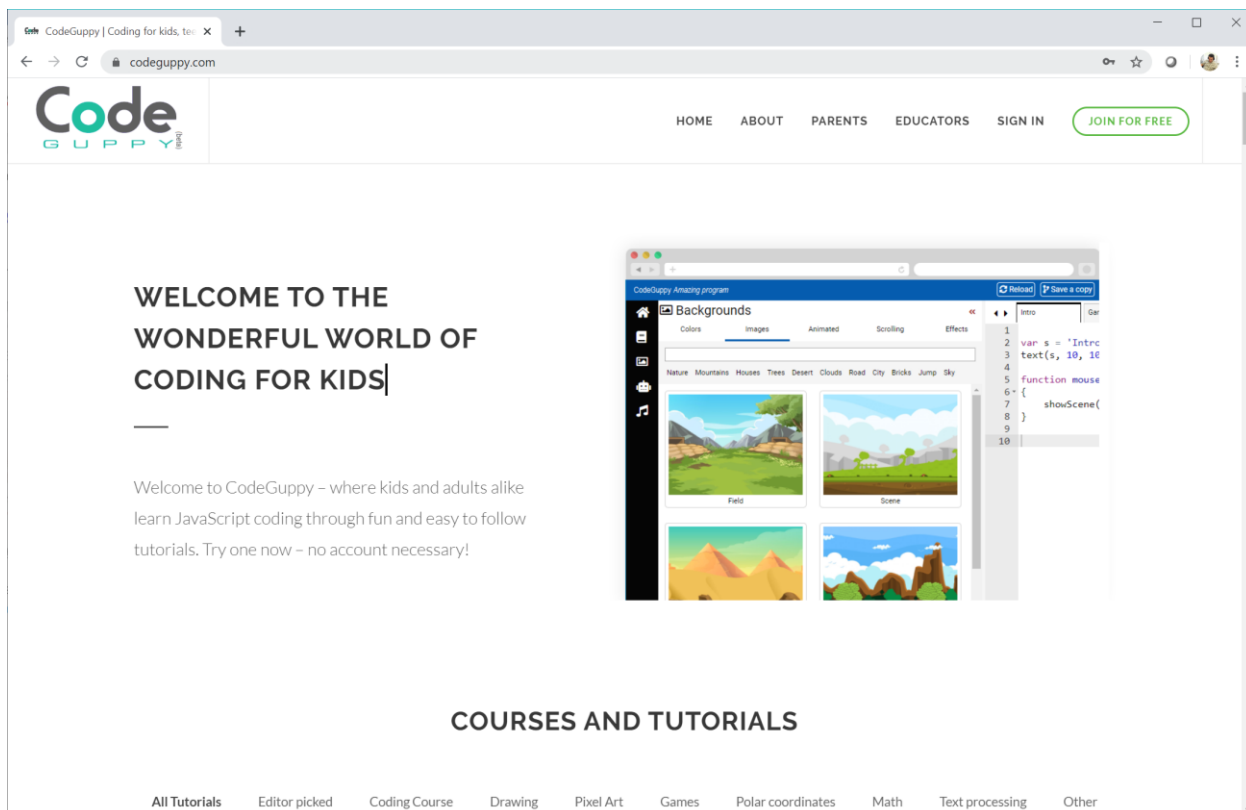 Code CodeGuppy | Coding for kids, tee
codeguppy.com
Code
GUPPY
(beta)
HOME ABOUT PARENTS EDUCATORS SIGN IN JOIN FOR FREE
WELCOME TO THE
WONDERFUL WORLD OF
CODING FOR KIDS
Welcome to CodeGuppy – where kids and adults alike
learn JavaScript coding through fun and easy to follow
tutorials. Try one now – no account necessary!
CodeGuppy Amazing program Reload Save a copy
Backgrounds «
Colors Images Animated Scrolling Effects
Nature Mountains Houses Trees Desert Clouds Road City Bricks Jump Sky
Field Scene
Intro Gar
1
2 var s = 'Intro
3 text(s, 10, 10
4
5 function mouse
6 {
7 showScene(
8 }
9
10
COURSES AND TUTORIALS
All Tutorials Editor picked Coding Course Drawing Pixel Art Games Polar coordinates Math Text processing Other